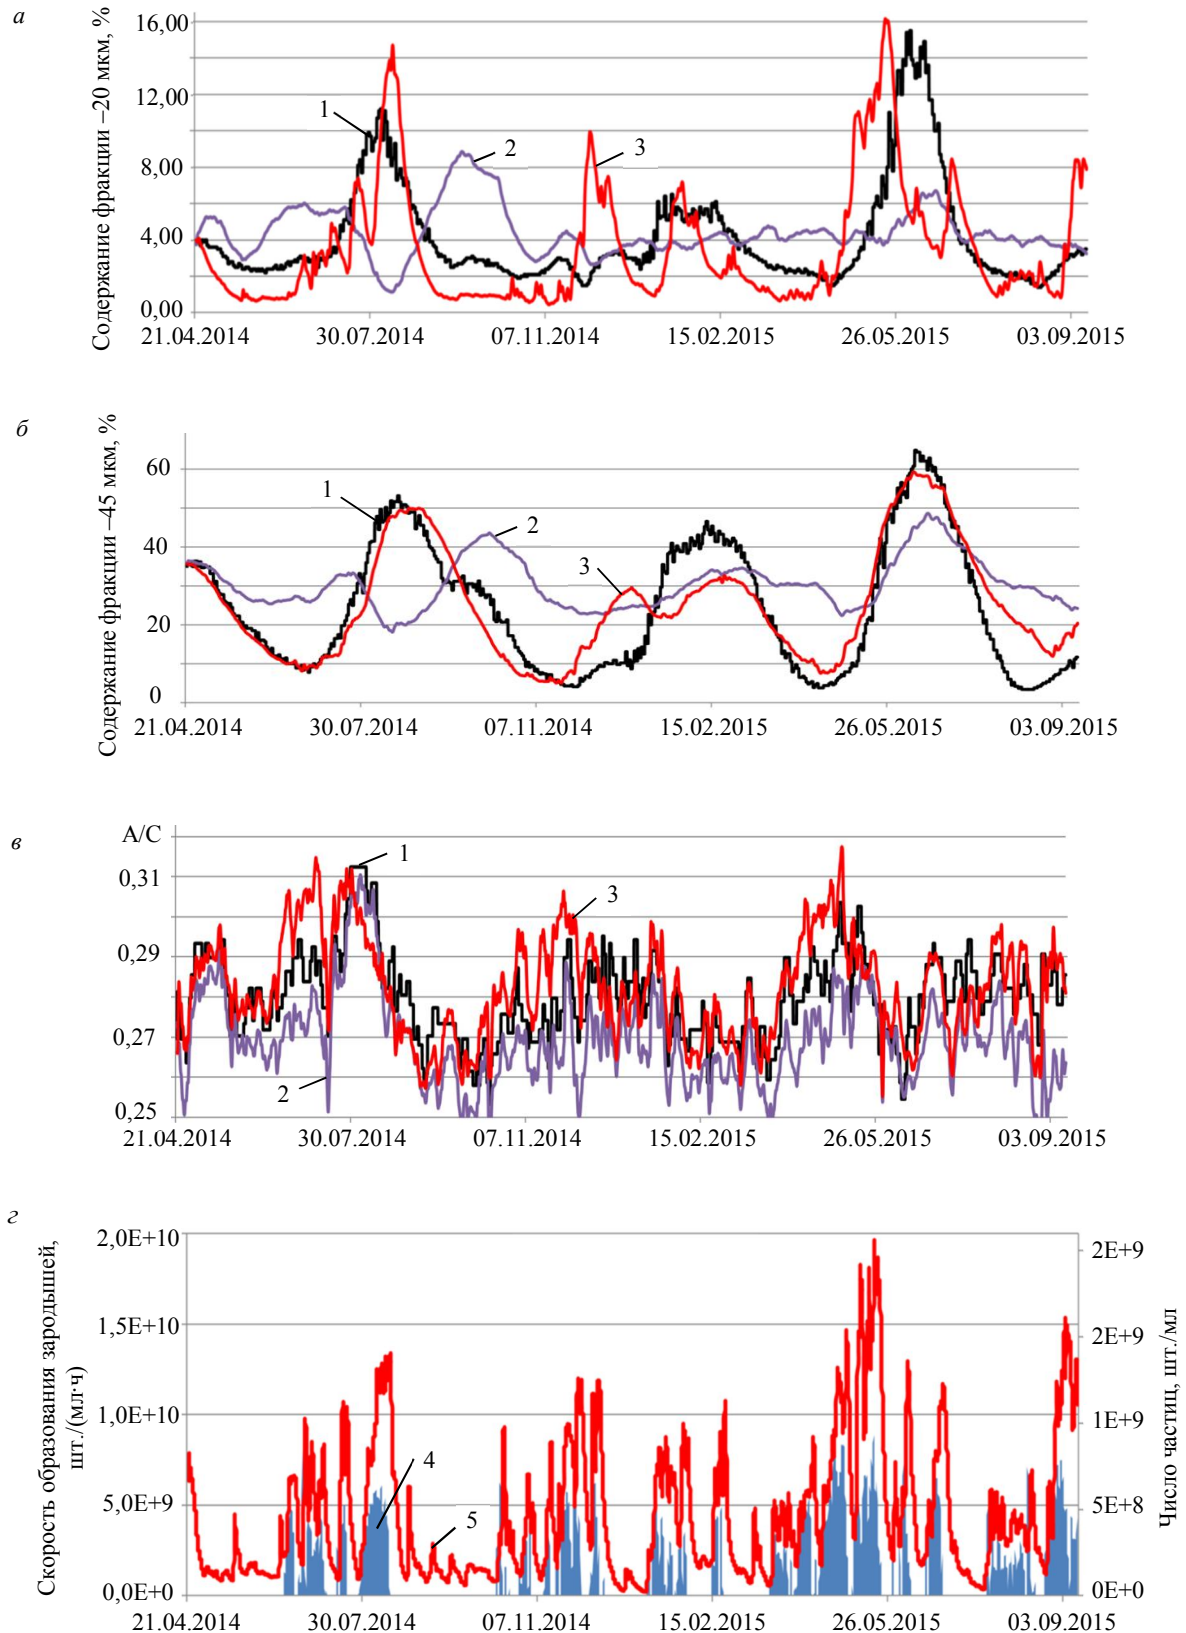 а
Содержание фракции –20 мкм, %
16,00
12,00
8,00
4,00
0,00
1
2
3
21.04.2014 30.07.2014 07.11.2014 15.02.2015 26.05.2015 03.09.2015
б
Содержание фракции –45 мкм, %
60
40
20
0
1
2
3
21.04.2014 30.07.2014 07.11.2014 15.02.2015 26.05.2015 03.09.2015
в
А/С
0,31
0,29
0,27
0,25
1
3
2
21.04.2014 30.07.2014 07.11.2014 15.02.2015 26.05.2015 03.09.2015
г
Скорость образования зародышей,
шт./(мл·ч)
2,0E+10
1,5E+10
1,0E+10
5,0E+9
0,0E+0
4
5
2E+9
2E+9
1E+9
5E+8
0E+0
Число частиц, шт./мл
21.04.2014 30.07.2014 07.11.2014 15.02.2015 26.05.2015 03.09.2015